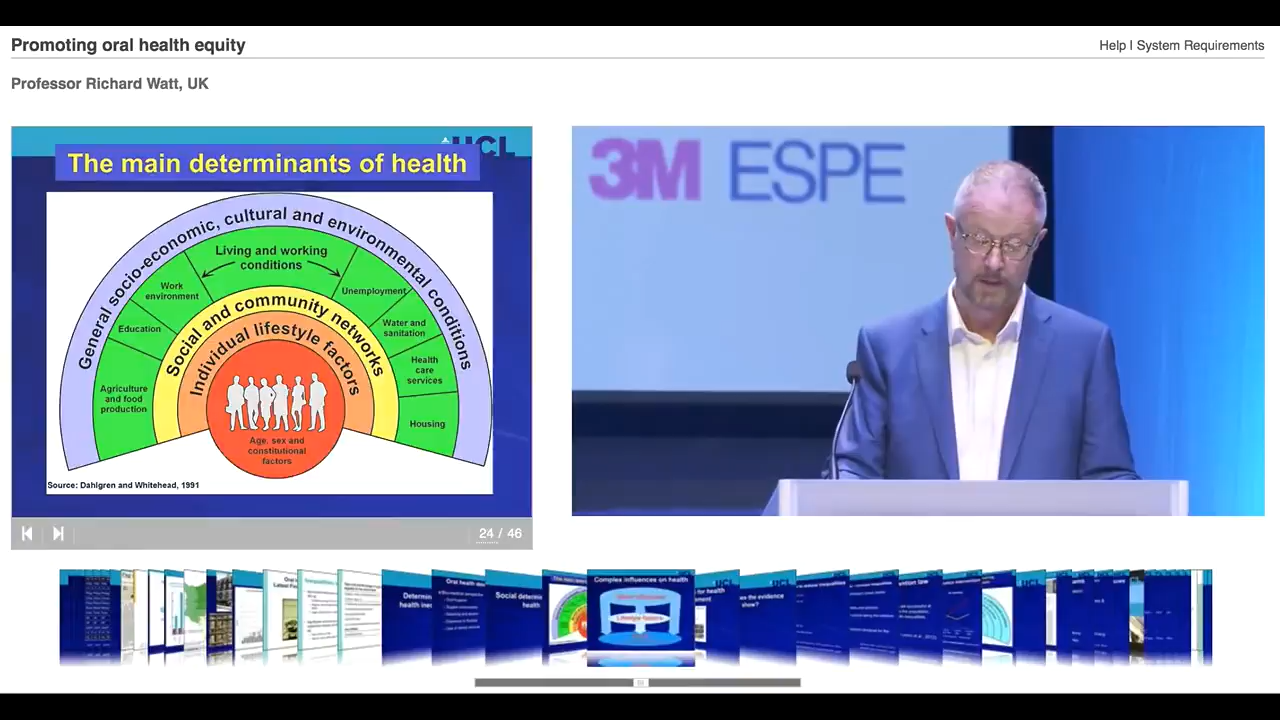 Promoting oral health equity
Help | System Requirements
Professor Richard Watt, UK
UCL
The main determinants of health
General socio-economic, cultural and environmental conditions
Living and working
conditions
Work
environment
Unemployment
Education
Water and
sanitation
Agriculture
and food
production
Health
care
services
Housing
Social and community networks
Individual lifestyle factors
Age, sex and
constitutional
factors
Source: Dahlgren and Whitehead, 1991
24 / 46
3M ESPE
Complex influences on health
Lifestyle factors